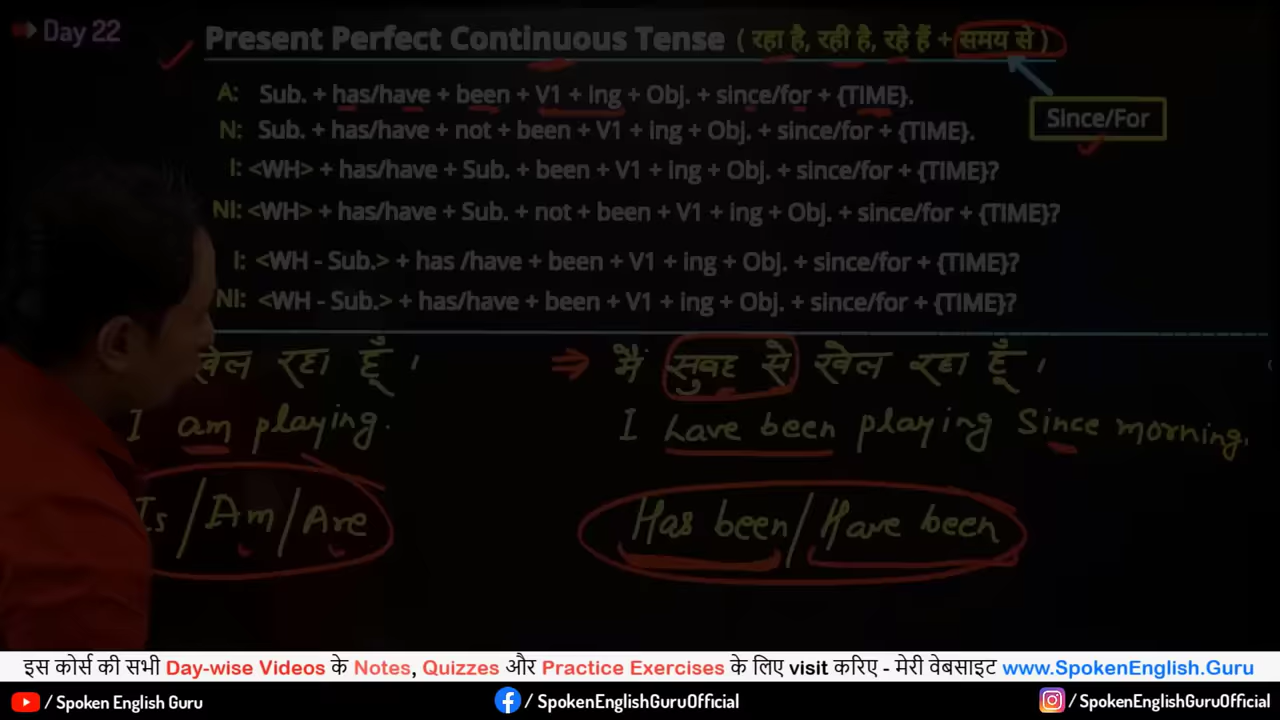 Day 22
Present Perfect Continuous Tense ( रहा है, रही है, रहे हैं + समय से )
A: Sub. + has/have + been + V1 + ing + Obj. + since/for + {TIME}.
Since/For
N: Sub. + has/have + not + been + V1 + ing + Obj. + since/for + {TIME}.
I: <WH> + has/have + Sub. + been + V1 + ing + Obj. + since/for + {TIME}?
NI: <WH> + has/have + Sub. + not + been + V1 + ing + Obj. + since/for + {TIME}?
I: <WH - Sub.> + has /have + been + V1 + ing + Obj. + since/for + {TIME}?
NI: <WH - Sub.> + has/have + been + V1 + ing + Obj. + since/for + {TIME}?
खेल रहा हूँ । ⇒ मैं सुबह से खेल रहा हूँ ।
I am playing. I have been playing Since morning.
Is/Am/Are Has been/Have been
इस कोर्स की सभी Day-wise Videos के Notes, Quizzes और Practice Exercises के लिए visit करिए - मेरी वेबसाइट www.SpokenEnglish.Guru
/ Spoken English Guru / SpokenEnglishGuruOfficial / SpokenEnglishGuruOfficial